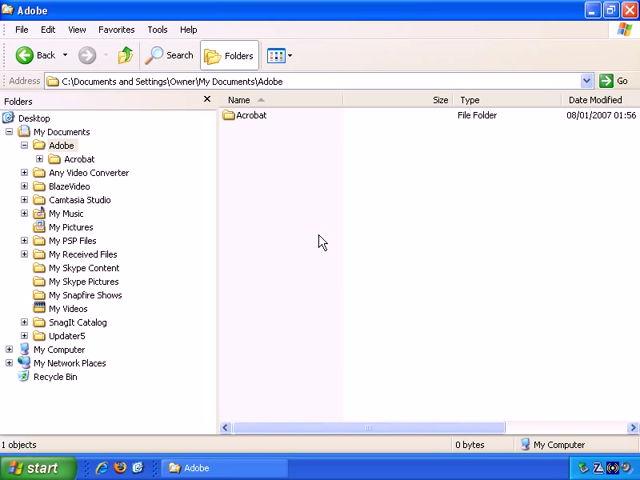 Adobe
File Edit View Favorites Tools Help
Back Search Folders
Address C:\Documents and Settings\Owner\My Documents\Adobe Go
Folders Name Size Type Date Modified
Acrobat File Folder 08/01/2007 01:56
Desktop
My Documents
Adobe
Acrobat
Any Video Converter
BlazeVideo
Camtasia Studio
My Music
My Pictures
My PSP Files
My Received Files
My Skype Content
My Skype Pictures
My Snapfire Shows
My Videos
SnagIt Catalog
Updater5
My Computer
My Network Places
Recycle Bin
1 objects 0 bytes My Computer
start Adobe